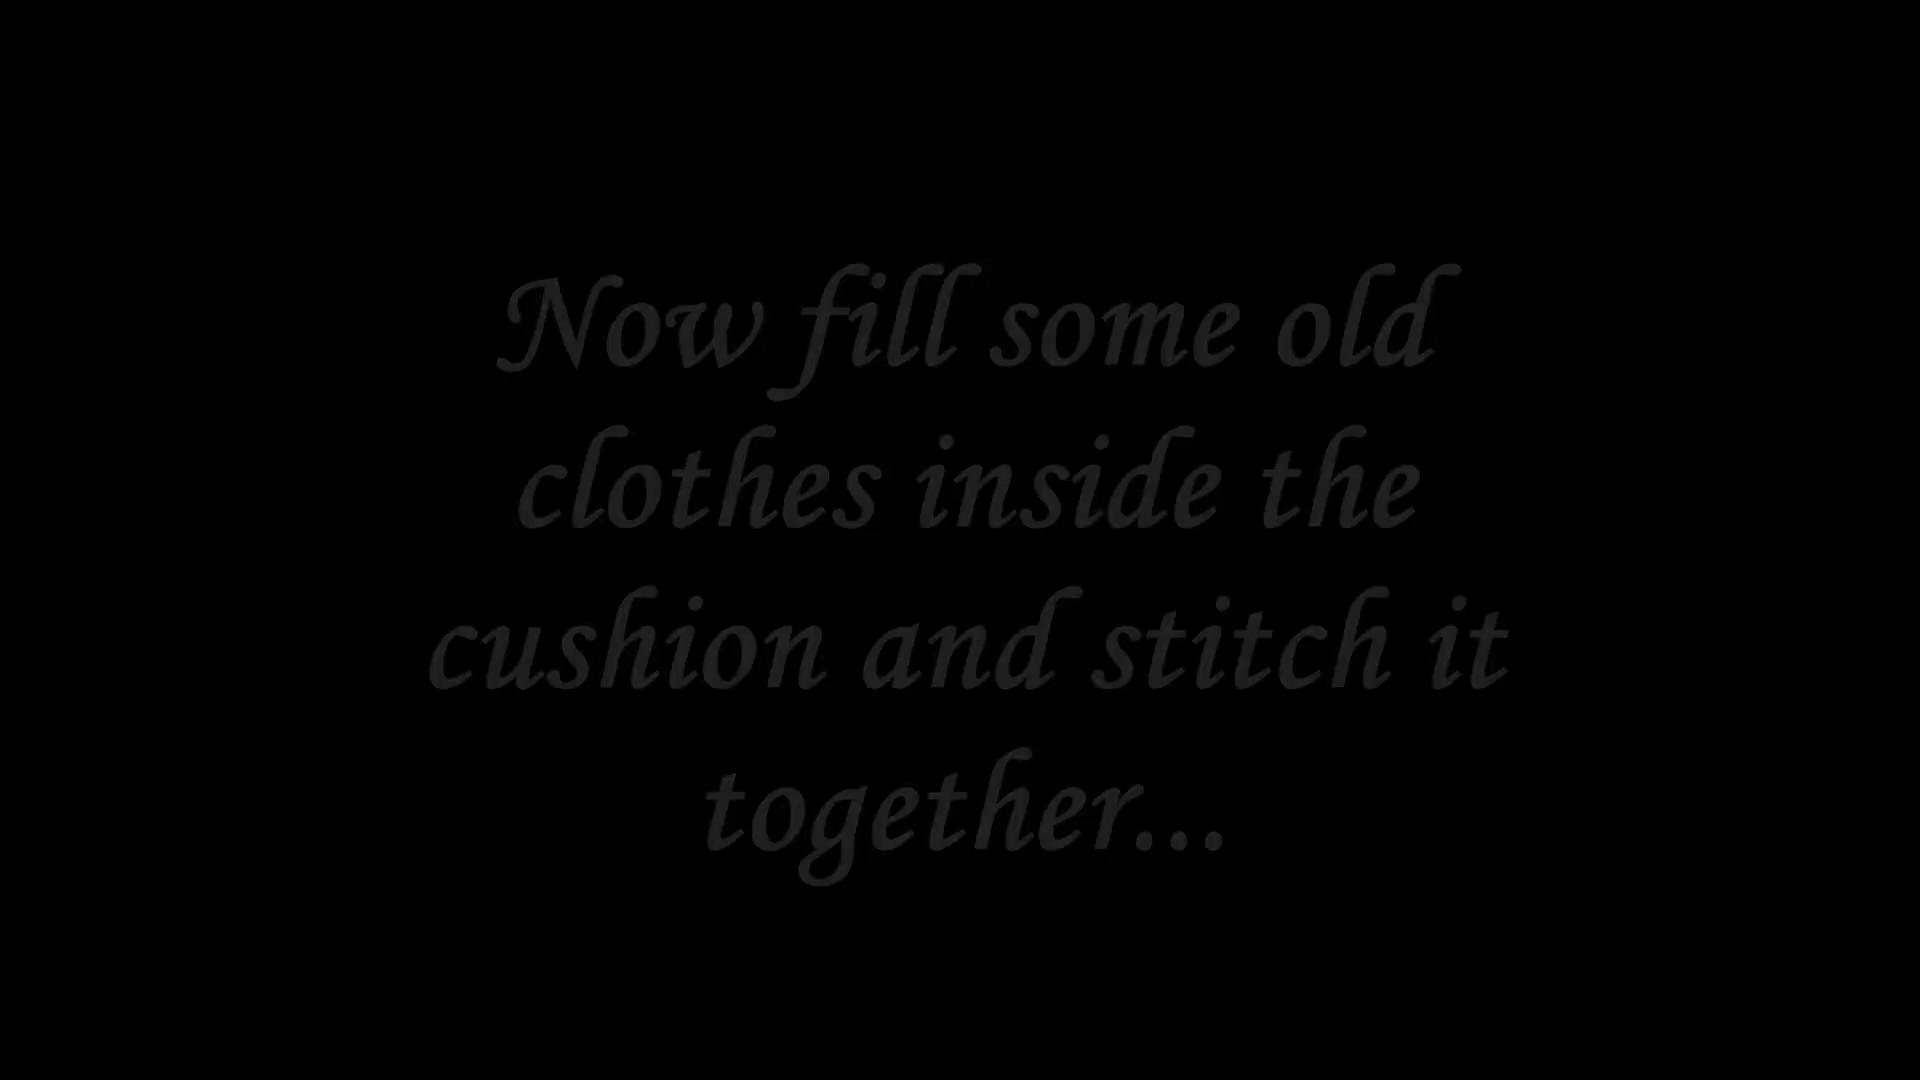 Now fill some old
clothes inside the
cushion and stitch it
together...